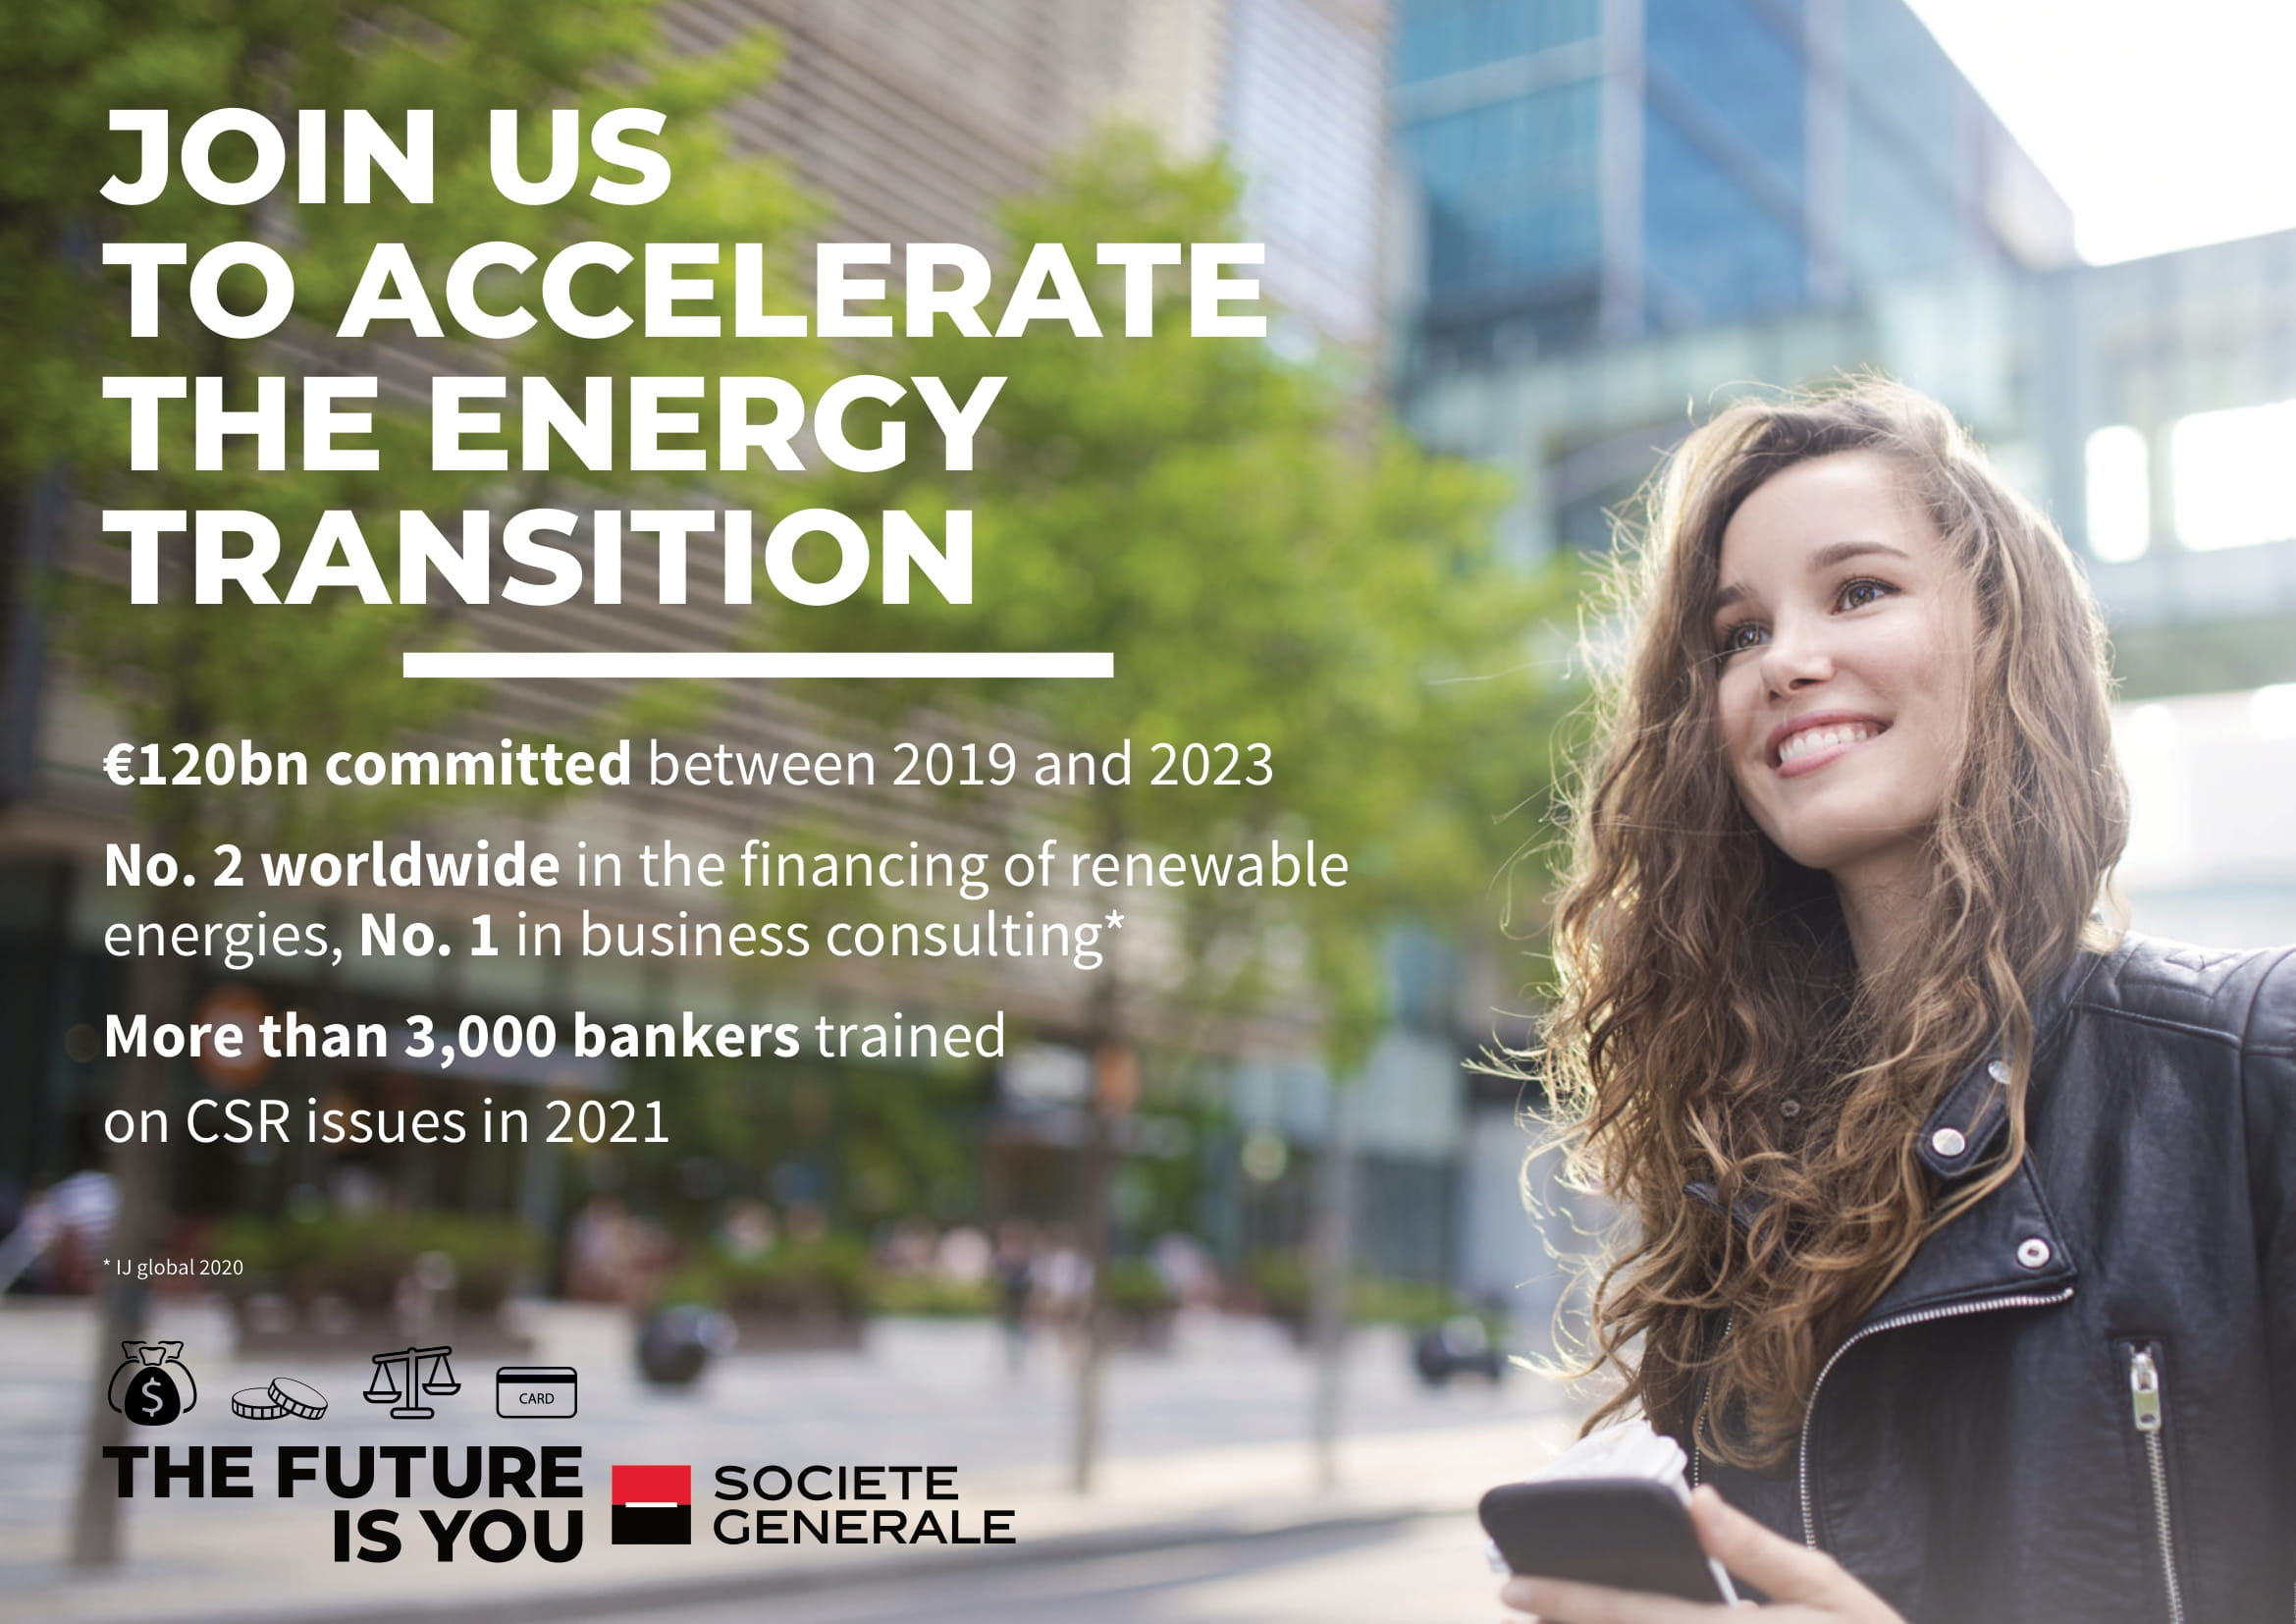 JOIN US
TO ACCELERATE
THE ENERGY
TRANSITION
€120bn committed between 2019 and 2023
No. 2 worldwide in the financing of renewable
energies, No. 1 in business consulting*
More than 3,000 bankers trained
on CSR issues in 2021
* IJ global 2020
$
CARD
THE FUTURE
IS YOU
SOCIETE
GENERALE